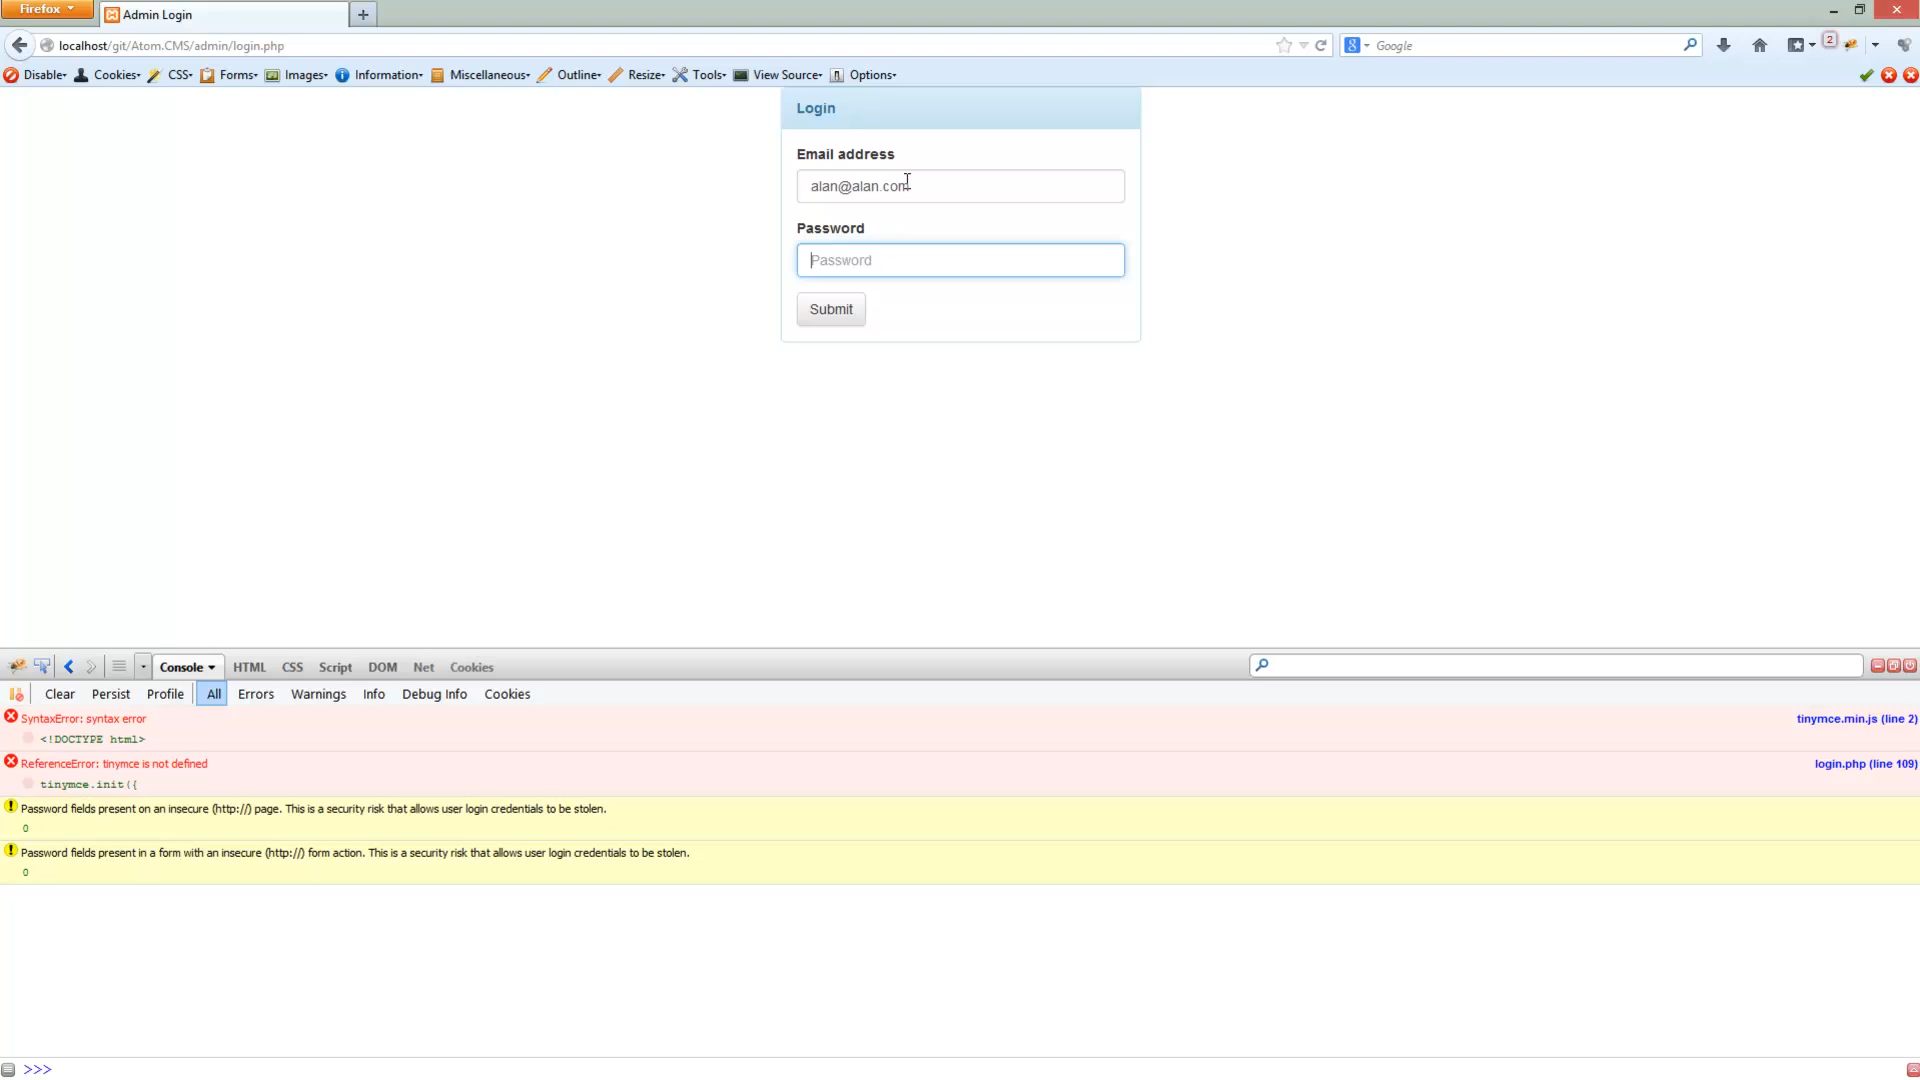 Firefox
Admin Login
localhost/git/Atom.CMS/admin/login.php
8
Google
2
Disable
Cookies
CSS
Forms
Images
Information
Miscellaneous
Outline
Resize
Tools
View Source
Options
Login
Email address
alan@alan.com
Password
Password
Submit
Console
HTML
CSS
Script
DOM
Net
Cookies
Clear
Persist
Profile
All
Errors
Warnings
Info
Debug Info
Cookies
SyntaxError: syntax error
tinymce.min.js (line 2)
<!DOCTYPE html>
ReferenceError: tinymce is not defined
login.php (line 109)
tinymce.init({
Password fields present on an insecure (http://) page. This is a security risk that allows user login credentials to be stolen.
0
Password fields present in a form with an insecure (http://) form action. This is a security risk that allows user login credentials to be stolen.
0
>>>